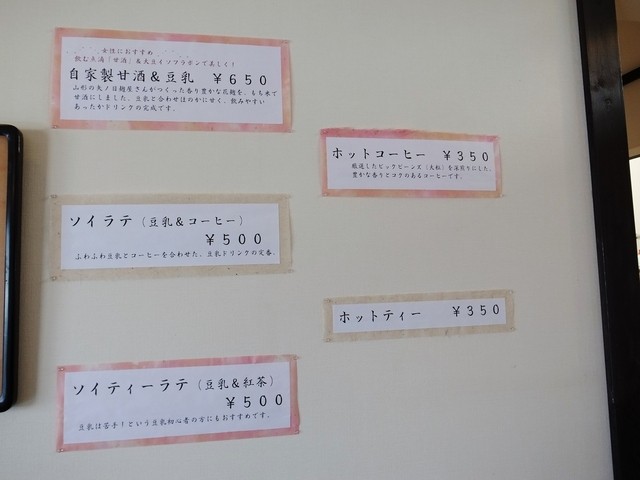 女性におすすめ
飲む点滴「甘酒」&大豆イソフラボンで美しく!
自家製甘酒&豆乳 ¥650
山形の火ノ目麹屋さんがつくった香り豊かな花麹を、もち米で
甘酒にしました。豆乳と合わせほのかに甘く、飲みやすい
あったかドリンクの完成です。
ソイラテ(豆乳&コーヒー)
¥500
ふわふわ豆乳とコーヒーを合わせた、豆乳ドリンクの定番。
ソイティーラテ(豆乳&紅茶)
¥500
豆乳は苦手!という豆乳初心者の方にもおすすめです。
ホットコーヒー ¥350
厳選したビックビーンズ(大粒)を深煎りにした、
豊かな香りとコクのあるコーヒーです。
ホットティー ¥350